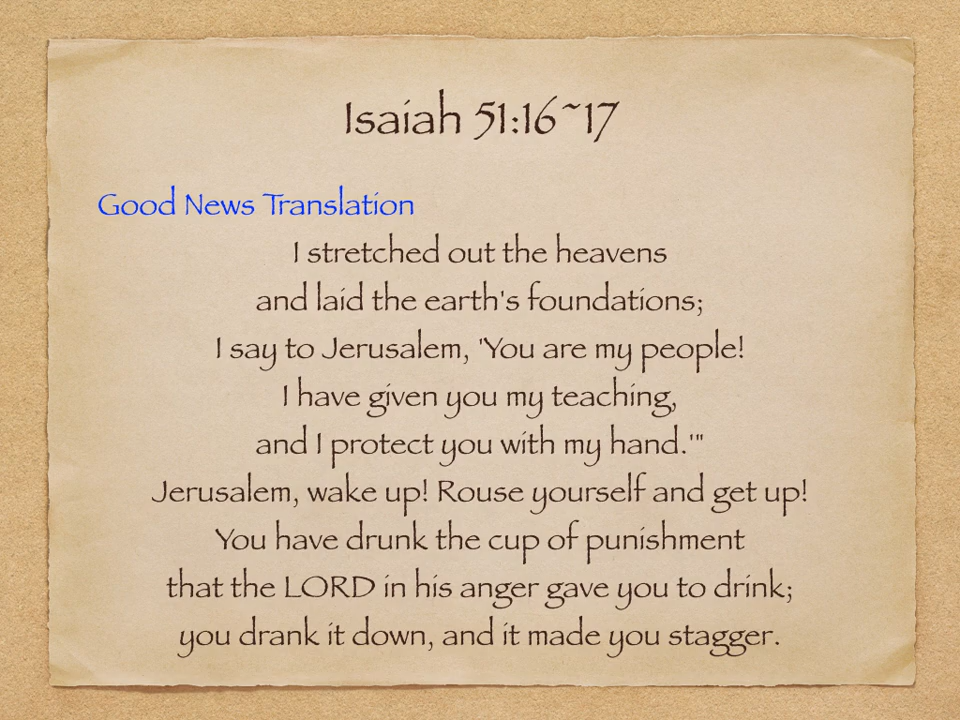 Isaiah 51:16~17
Good News Translation
I stretched out the heavens
and laid the earth's foundations;
I say to Jerusalem, 'You are my people!
I have given you my teaching,
and I protect you with my hand.'"
Jerusalem, wake up! Rouse yourself and get up!
You have drunk the cup of punishment
that the LORD in his anger gave you to drink;
you drank it down, and it made you stagger.